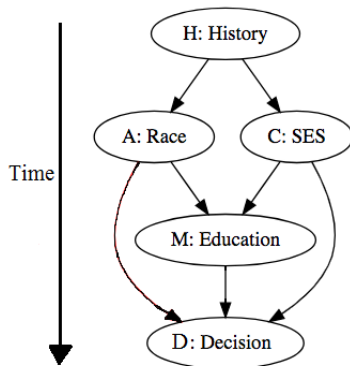 H: History
A: Race
C: SES
Time
M: Education
D: Decision